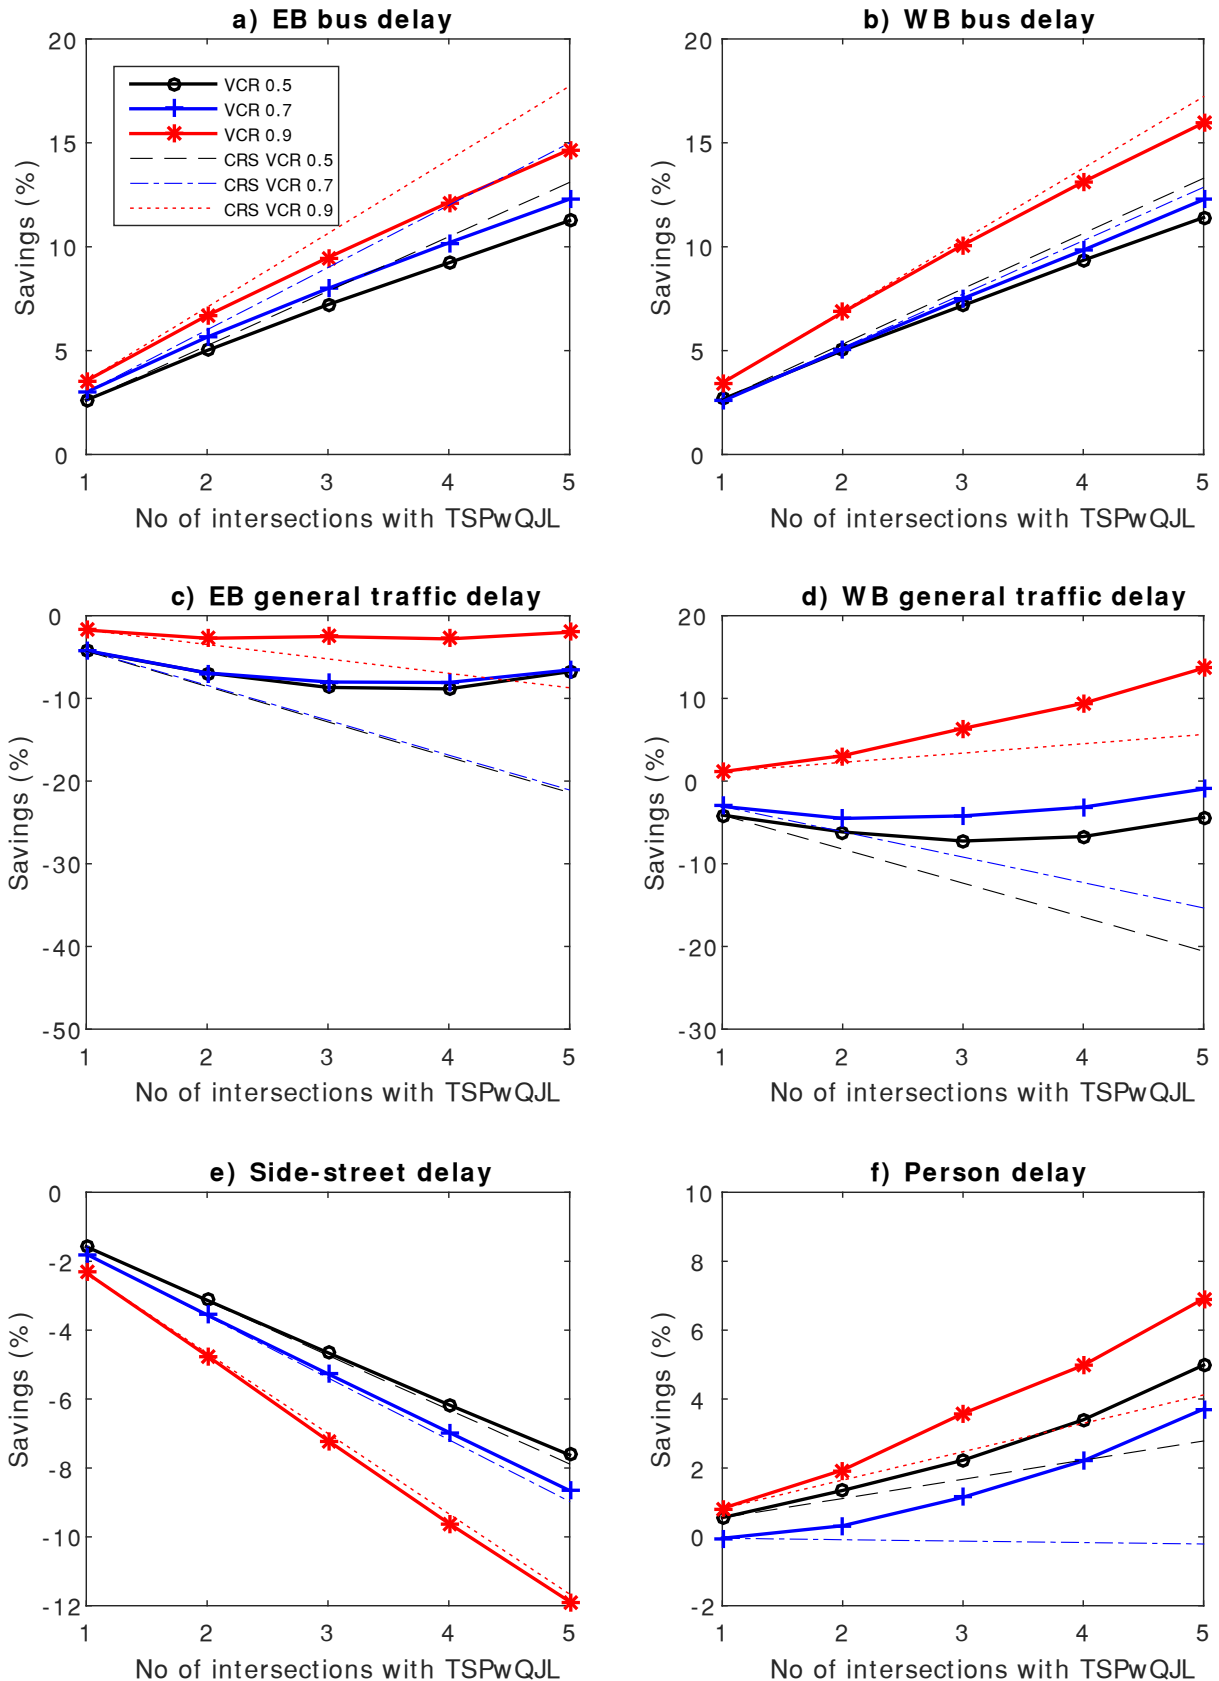 a) EB bus delay
20
15
10
5
0
Savings (%)
VCR 0.5
VCR 0.7
VCR 0.9
CRS VCR 0.5
CRS VCR 0.7
CRS VCR 0.9
1 2 3 4 5
No of intersections with TSPwQJL
b) WB bus delay
20
15
10
5
0
Savings (%)
1 2 3 4 5
No of intersections with TSPwQJL
c) EB general traffic delay
0
-10
-20
-30
-40
-50
Savings (%)
1 2 3 4 5
No of intersections with TSPwQJL
d) WB general traffic delay
20
10
0
-10
-20
-30
Savings (%)
1 2 3 4 5
No of intersections with TSPwQJL
e) Side-street delay
0
-2
-4
-6
-8
-10
-12
Savings (%)
1 2 3 4 5
No of intersections with TSPwQJL
f) Person delay
10
8
6
4
2
0
-2
Savings (%)
1 2 3 4 5
No of intersections with TSPwQJL